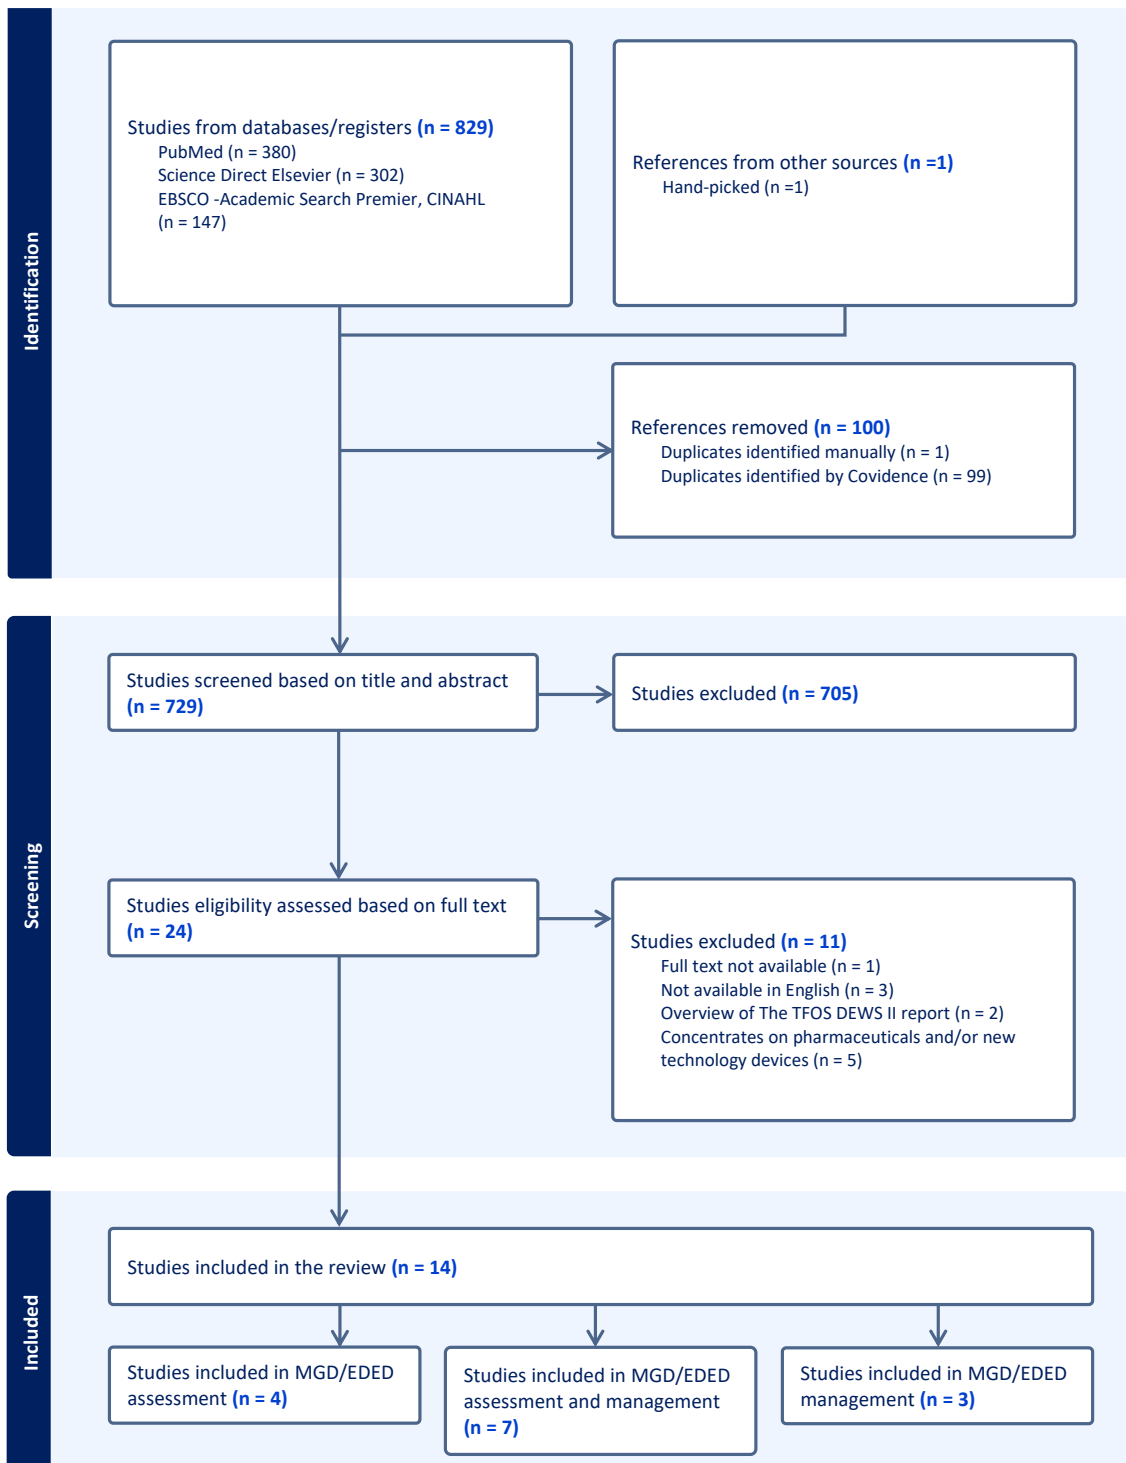 Identification
Studies from databases/registers (n = 829)
PubMed (n = 380)
Science Direct Elsevier (n = 302)
EBSCO -Academic Search Premier, CINAHL
(n = 147)
References from other sources (n =1)
Hand-picked (n =1)
References removed (n = 100)
Duplicates identified manually (n = 1)
Duplicates identified by Covidence (n = 99)
Screening
Studies screened based on title and abstract
(n = 729)
Studies excluded (n = 705)
Studies eligibility assessed based on full text
(n = 24)
Studies excluded (n = 11)
Full text not available (n = 1)
Not available in English (n = 3)
Overview of The TFOS DEWS II report (n = 2)
Concentrates on pharmaceuticals and/or new
technology devices (n = 5)
Included
Studies included in the review (n = 14)
Studies included in MGD/EDED
assessment (n = 4)
Studies included in MGD/EDED
assessment and management
(n = 7)
Studies included in MGD/EDED
management (n = 3)